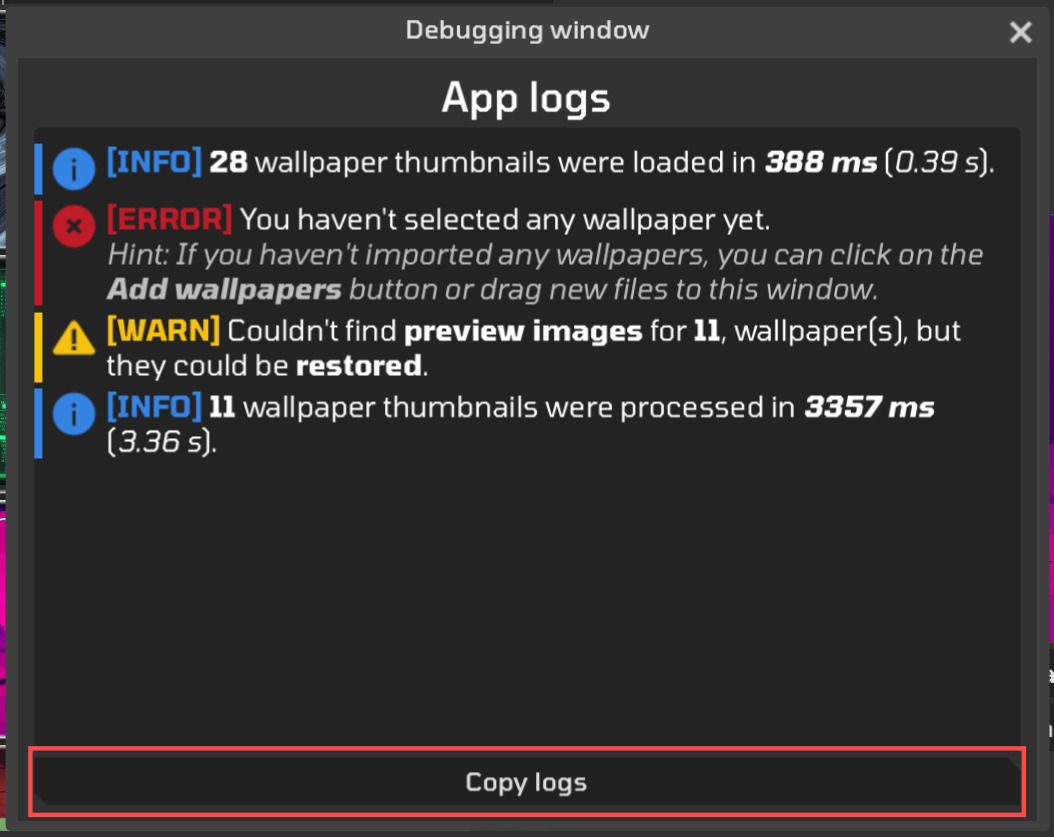 Debugging window
App logs
[INFO] 28 wallpaper thumbnails were loaded in 388 ms (0.39 s).
[ERROR] You haven't selected any wallpaper yet.
Hint: If you haven't imported any wallpapers, you can click on the
Add wallpapers button or drag new files to this window.
[WARN] Couldn't find preview images for 11, wallpaper(s), but
they could be restored.
[INFO] 11 wallpaper thumbnails were processed in 3357 ms
(3.36 s).
Copy logs